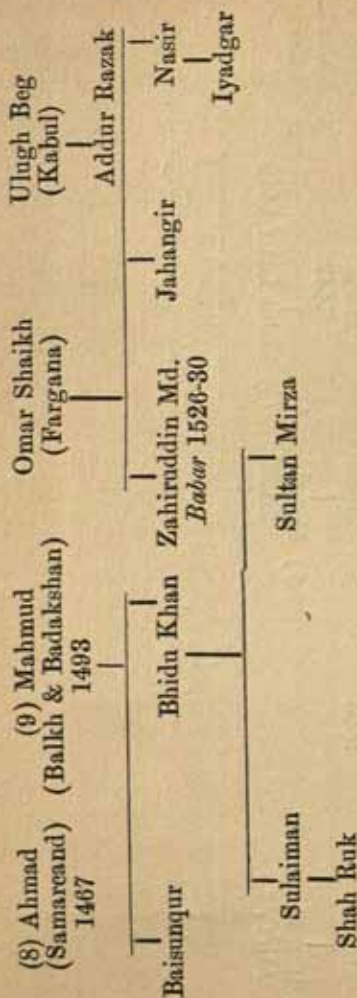 (8) Ahmad
(Samarcand)
1467
(9) Mahmud
(Balkh & Badakshan)
1493
Omar Shaikh
(Fargana)
Ulugh Beg
(Kabul)
Addur Razak
Baisunqur
Bhidu Khan
Zahiruddin Md.
Babar 1526-30
Jahangir
Nasir
Iyadgar
Sulaiman
Sultan Mirza
Shah Ruk